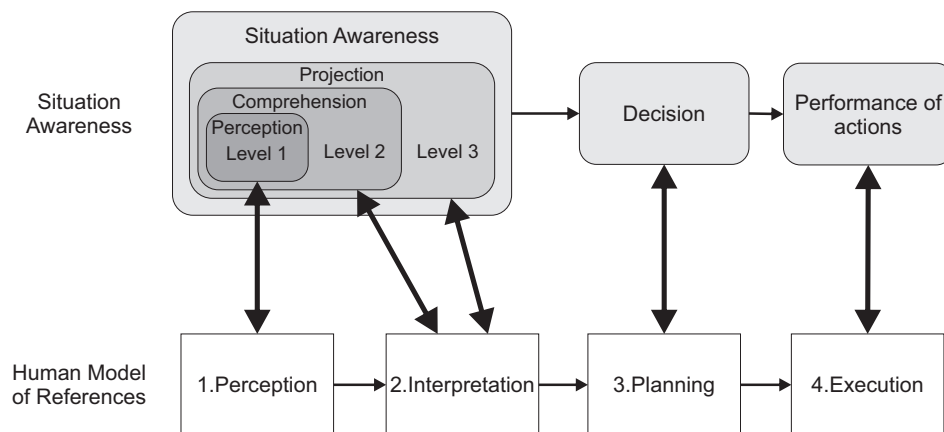 Situation Awareness
Projection
Comprehension
Perception
Level 1
Level 2
Level 3
Situation
Awareness
Decision
Performance of
actions
Human Model
of References
1.Perception
2.Interpretation
3.Planning
4.Execution